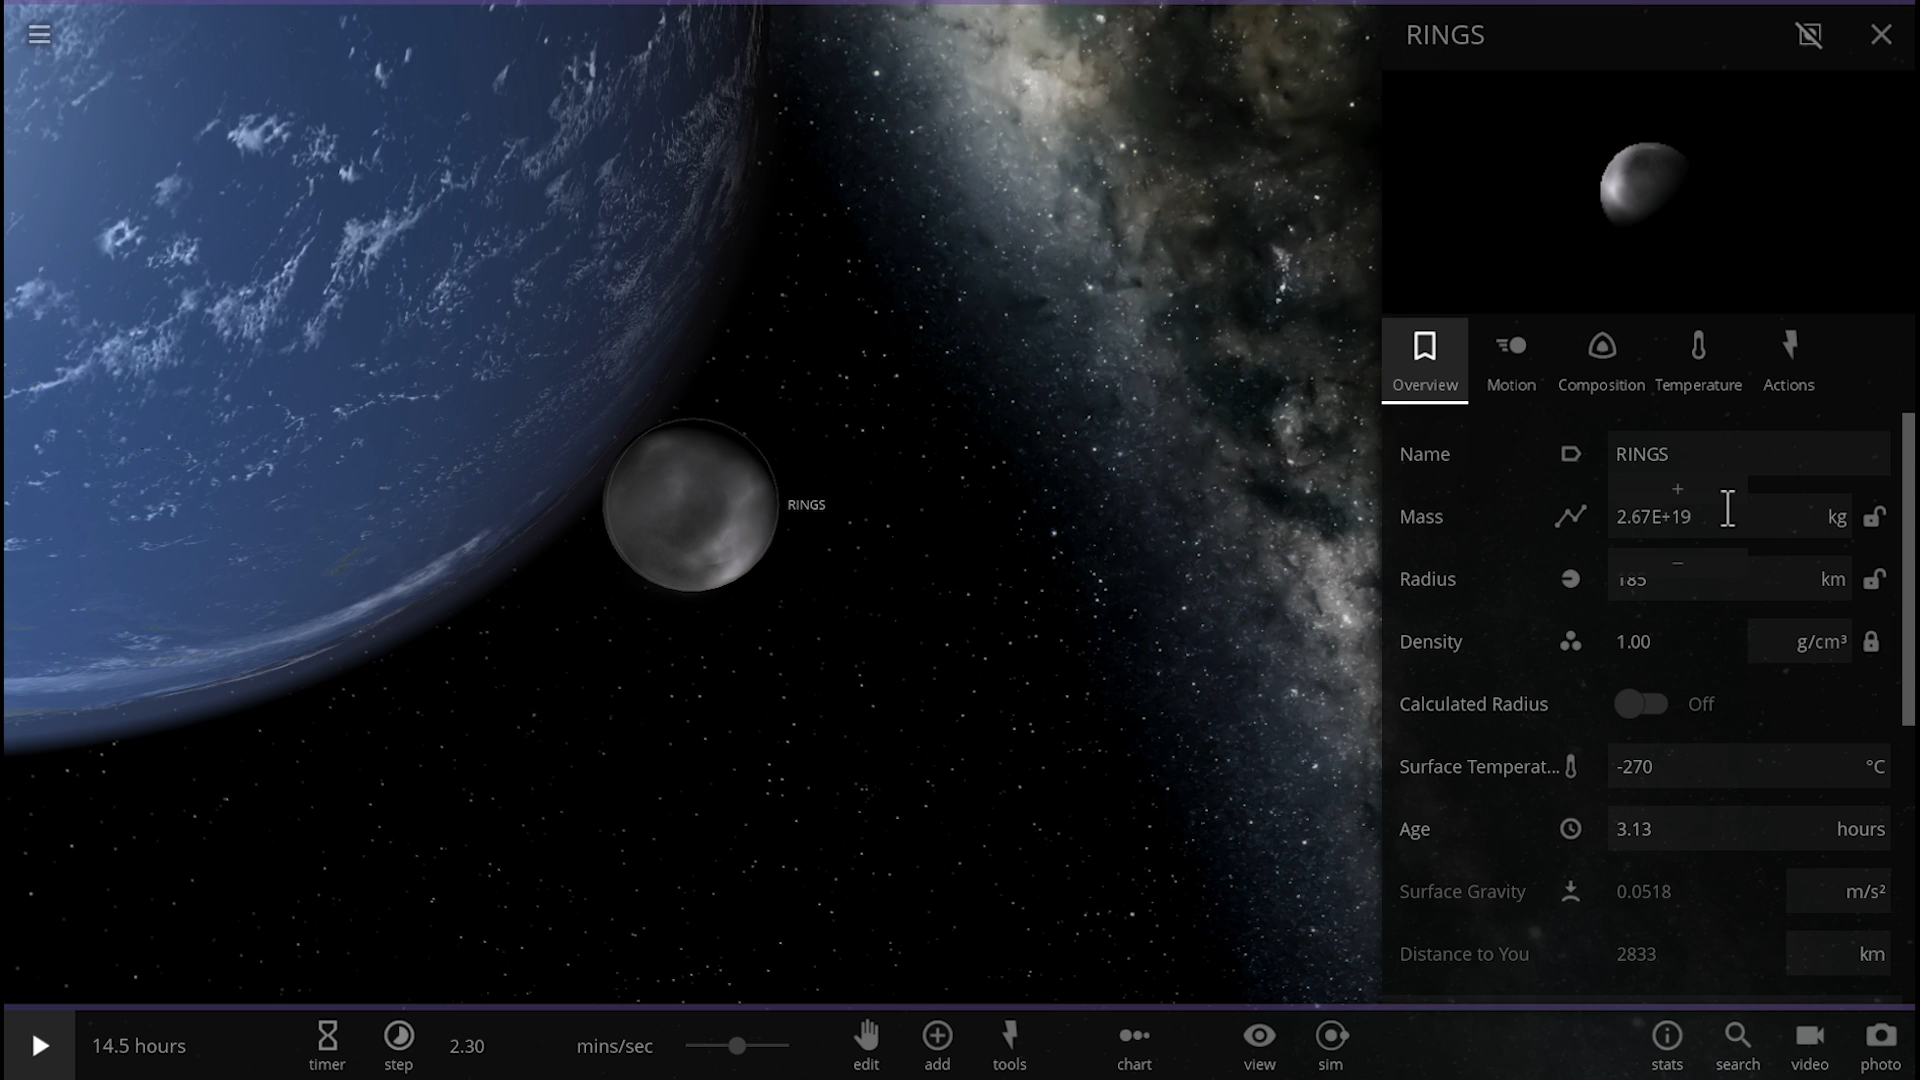 RINGS
RINGS
Overview
Motion
Composition
Temperature
Actions
Name RINGS
+
Mass 2.67E+19 kg
−
Radius 185 km
Density 1.00 g/cm³
Calculated Radius Off
Surface Temperat... -270 °C
Age 3.13 hours
Surface Gravity 0.0518 m/s²
Distance to You 2833 km
14.5 hours
timer
step
2.30 mins/sec
edit
add
tools
chart
view
sim
stats
search
video
photo